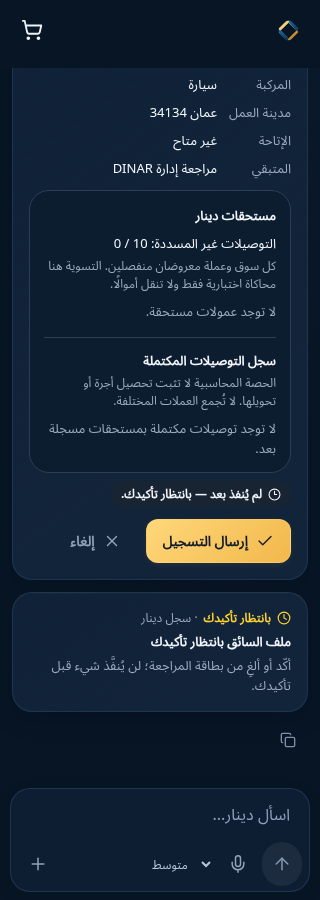 المركبة سيارة
مدينة العمل عمان 34134
الإتاحة غير متاح
المتبقي مراجعة إدارة DINAR
مستحقات دينار
التوصيلات غير المسددة: 10 / 0
كل سوق وعملة معروضان منفصلين. التسوية هنا
محاكاة اختبارية فقط ولا تنقل أموالًا.
لا توجد عمولات مستحقة.
سجل التوصيلات المكتملة
الحصة المحاسبية لا تثبت تحصيل أجرة أو
تحويلها. لا تُجمع العملات المختلفة.
لا توجد توصيلات مكتملة بمستحقات مسجلة
بعد.
لم يُنفذ بعد — بانتظار تأكيدك.
إرسال التسجيل
إلغاء
بانتظار تأكيدك · سجل دينار
ملف السائق بانتظار تأكيدك
أكّد أو ألغِ من بطاقة المراجعة؛ لن يُنفَّذ شيء قبل
تأكيدك.
اسأل دينار...
متوسط